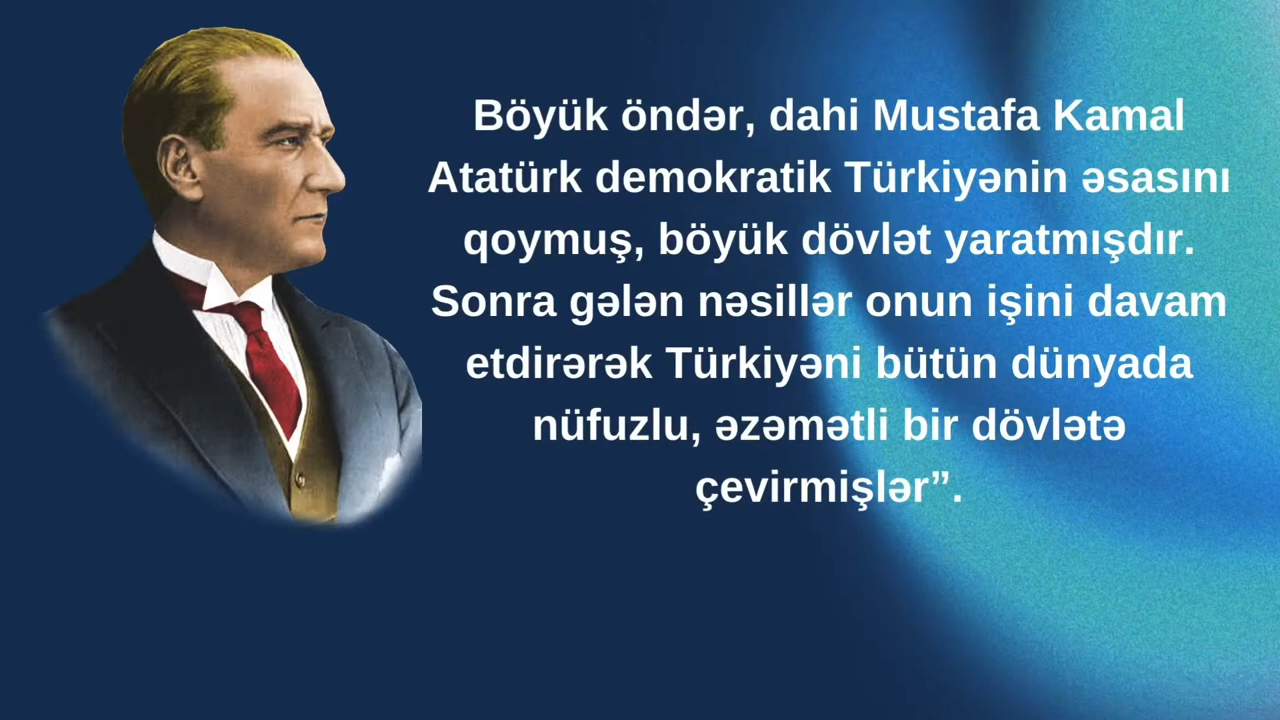 Böyük öndər, dahi Mustafa Kamal
Atatürk demokratik Türkiyənin əsasını
qoymuş, böyük dövlət yaratmışdır.
Sonra gələn nəsillər onun işini davam
etdirərək Türkiyəni bütün dünyada
nüfuzlu, əzəmətli bir dövlətə
çevirmişlər”.